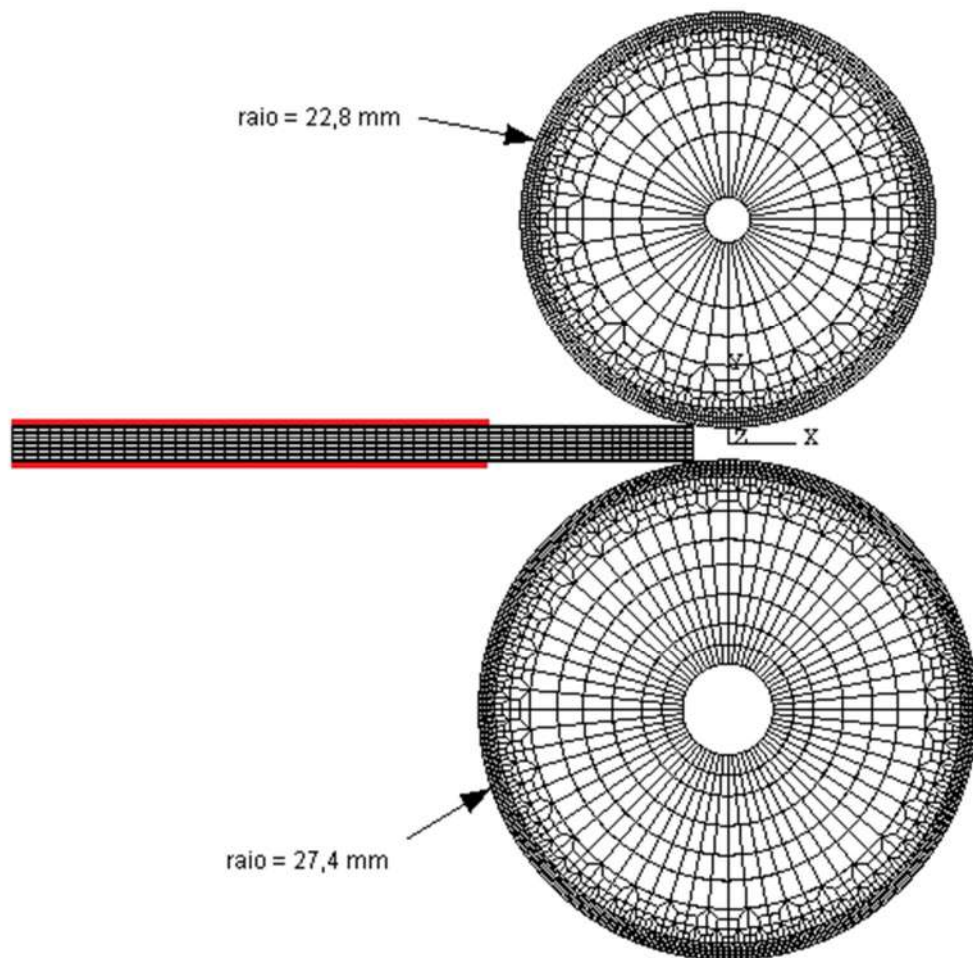 raio = 22,8 mm
Y
Z X
raio = 27,4 mm